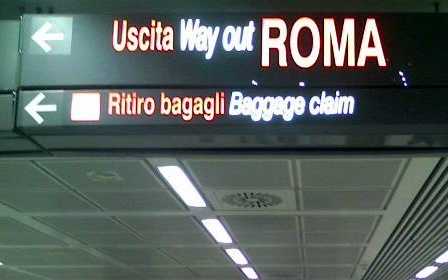 Uscita Way out ROMA
Ritiro bagagli Baggage claim